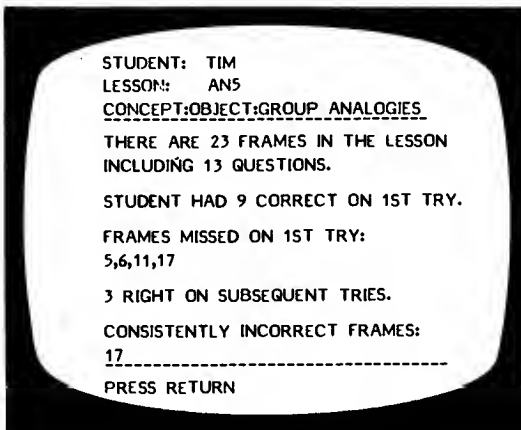 STUDENT: TIM
LESSON: AN5
CONCEPT:OBJECT:GROUP ANALOGIES
THERE ARE 23 FRAMES IN THE LESSON
INCLUDING 13 QUESTIONS.
STUDENT HAD 9 CORRECT ON 1ST TRY.
FRAMES MISSED ON 1ST TRY:
5,6,11,17
3 RIGHT ON SUBSEQUENT TRIES.
CONSISTENTLY INCORRECT FRAMES:
17
PRESS RETURN